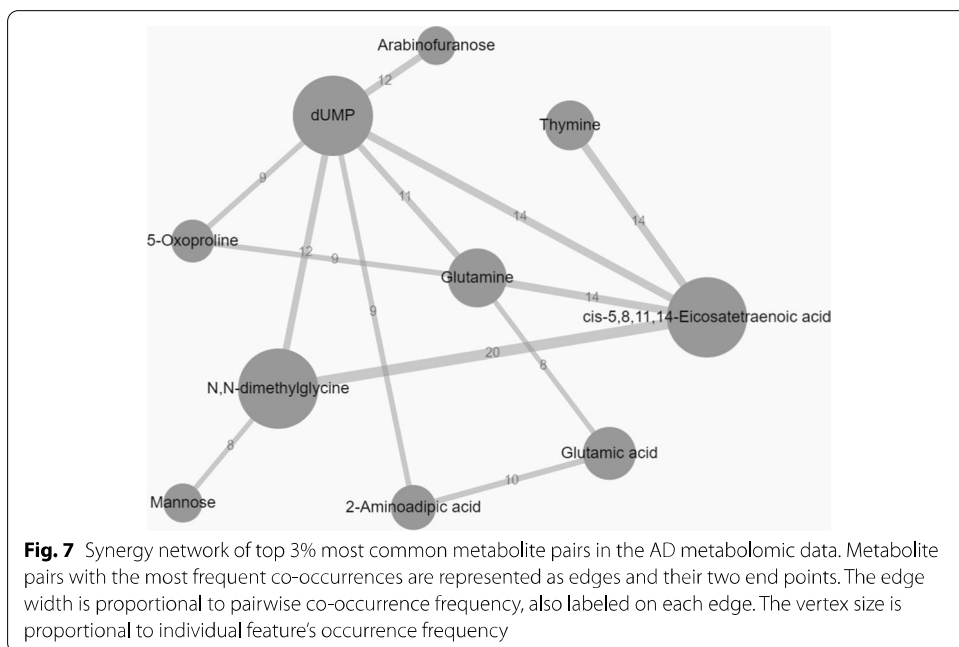 Arabinofuranose
12
dUMP
Thymine
9
11
14
14
5-Oxoproline
12
9
Glutamine
9
14
cis-5,8,11,14-Eicosatetraenoic acid
20
8
N,N-dimethylglycine
8
Glutamic acid
10
Mannose
2-Aminoadipic acid
Fig. 7 Synergy network of top 3% most common metabolite pairs in the AD metabolomic data. Metabolite
pairs with the most frequent co-occurrences are represented as edges and their two end points. The edge
width is proportional to pairwise co-occurrence frequency, also labeled on each edge. The vertex size is
proportional to individual feature's occurrence frequency